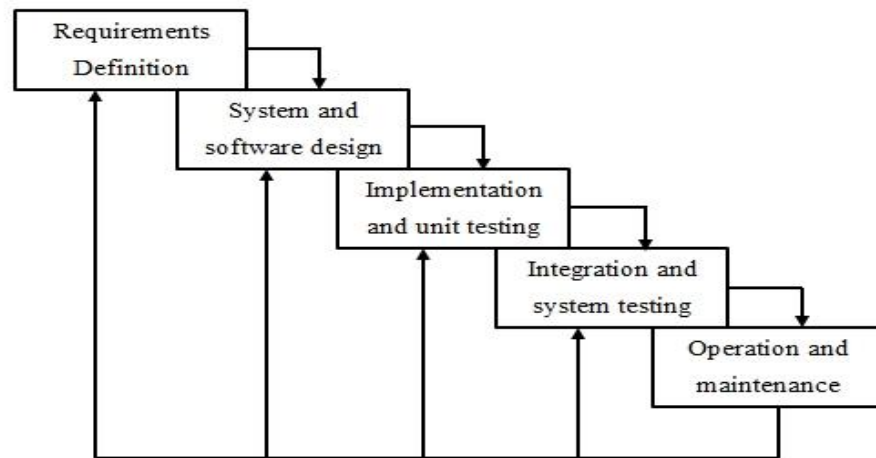 Requirements
Definition
System and
software design
Implementation
and unit testing
Integration and
system testing
Operation and
maintenance